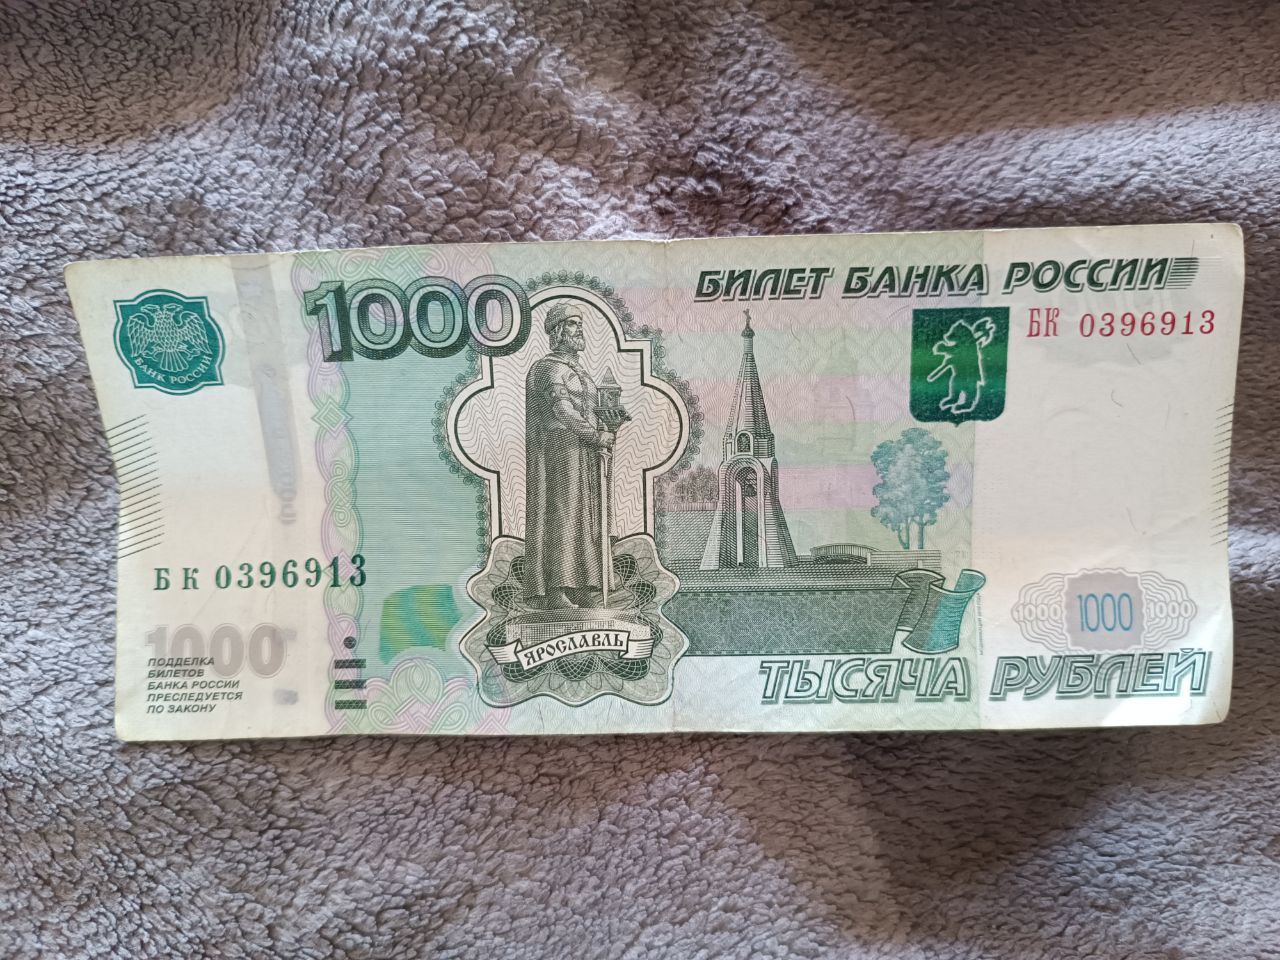 БИЛЕТ БАНКА РОССИИ
1000
БК 0396913
БАНК РОССИИ
БК 0396913
1000
ПОДДЕЛКА
БИЛЕТОВ
БАНКА РОССИИ
ПРЕСЛЕДУЕТСЯ
ПО ЗАКОНУ
ЯРОСЛАВЛЬ
1000 1000 1000
ТЫСЯЧА РУБЛЕЙ